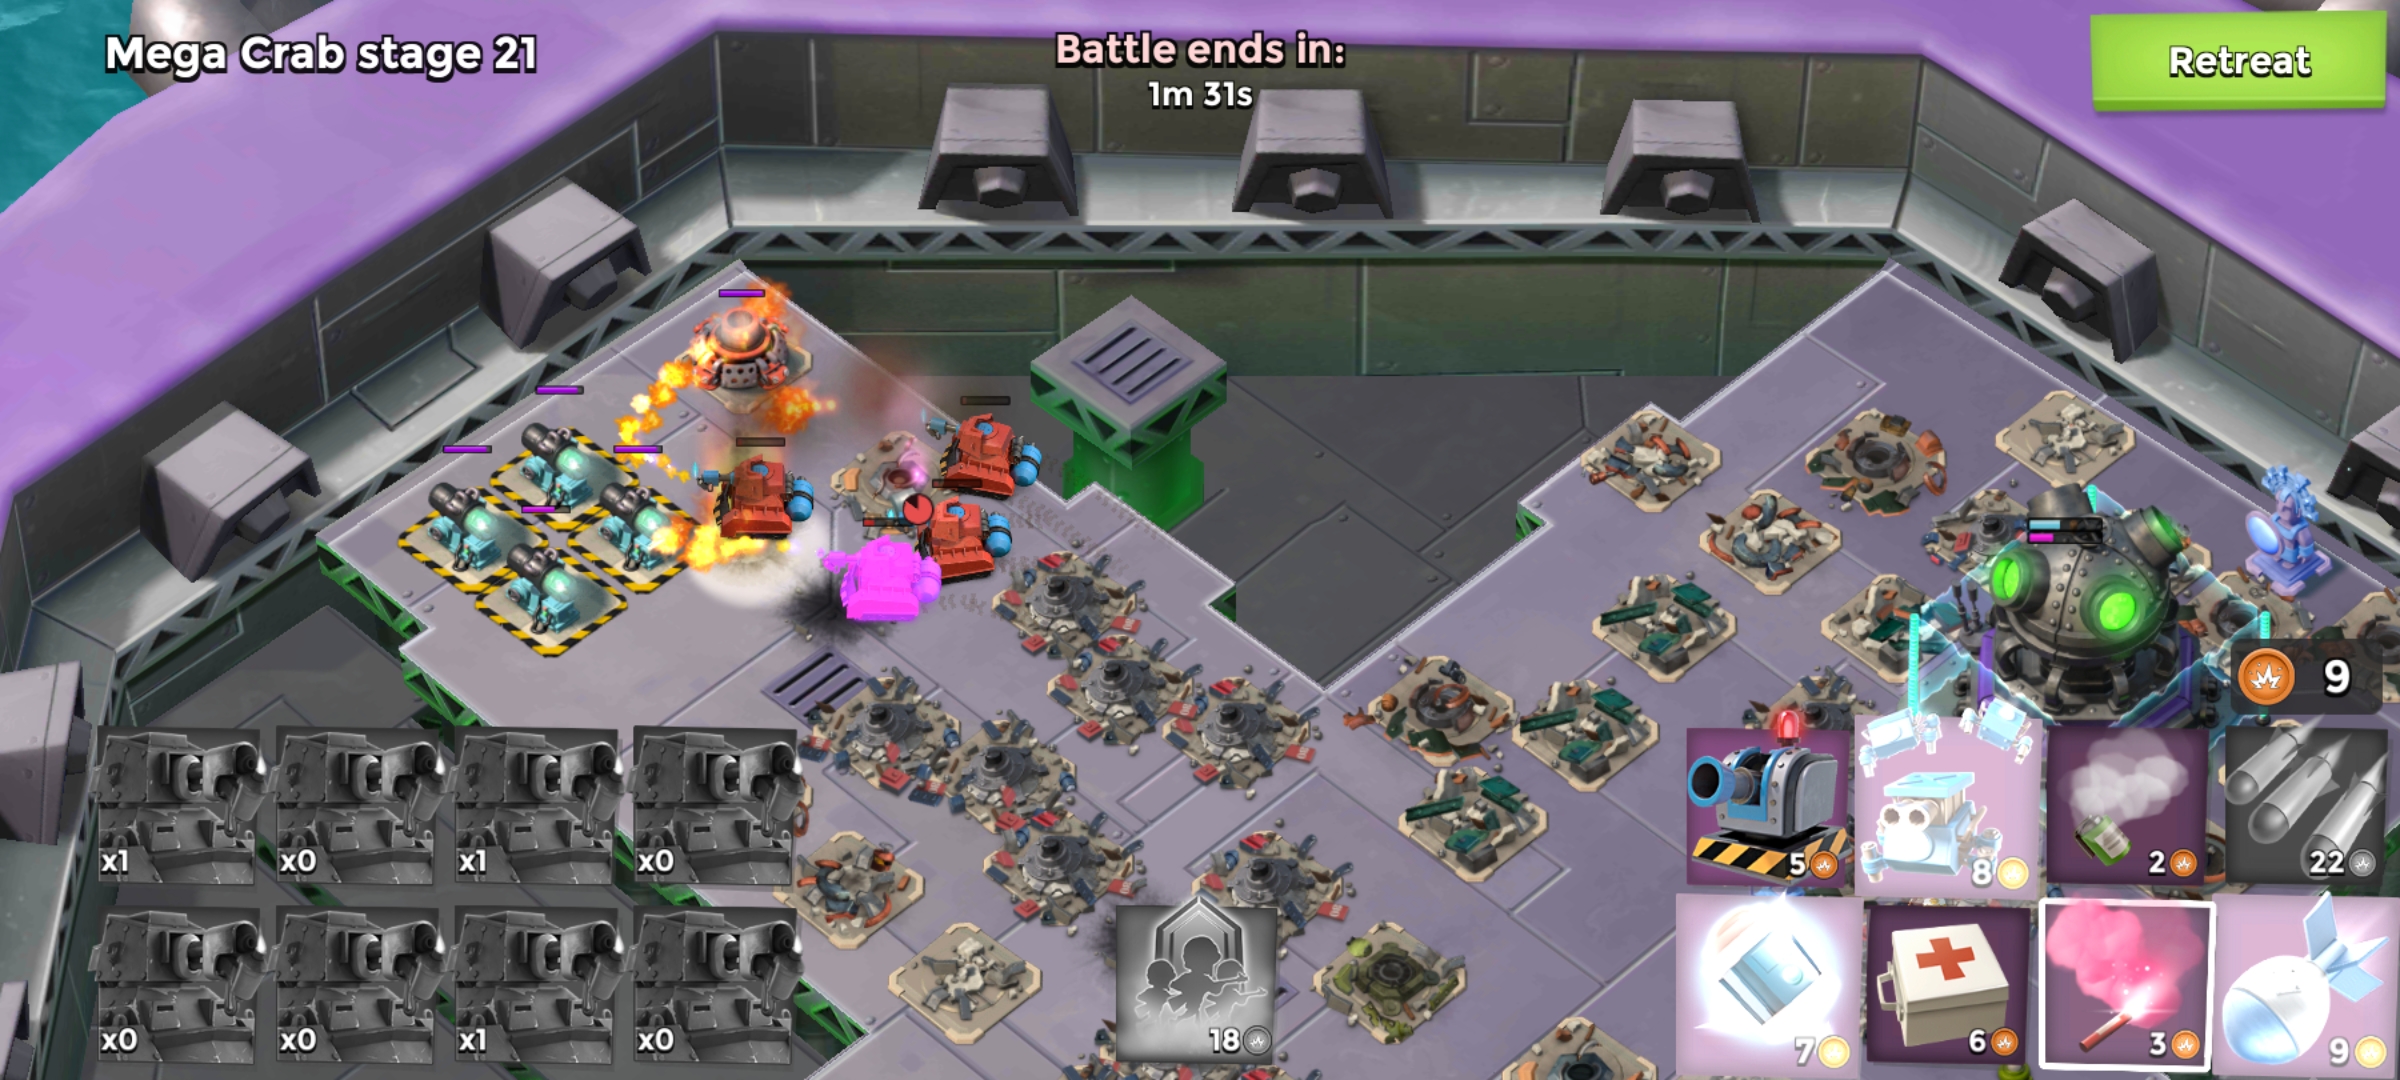 Mega Crab stage 21
Battle ends in:
1m 31s
Retreat
9
x1
x0
x1
x0
5
8
2
22
x0
x0
x1
x0
18
7
6
3
9